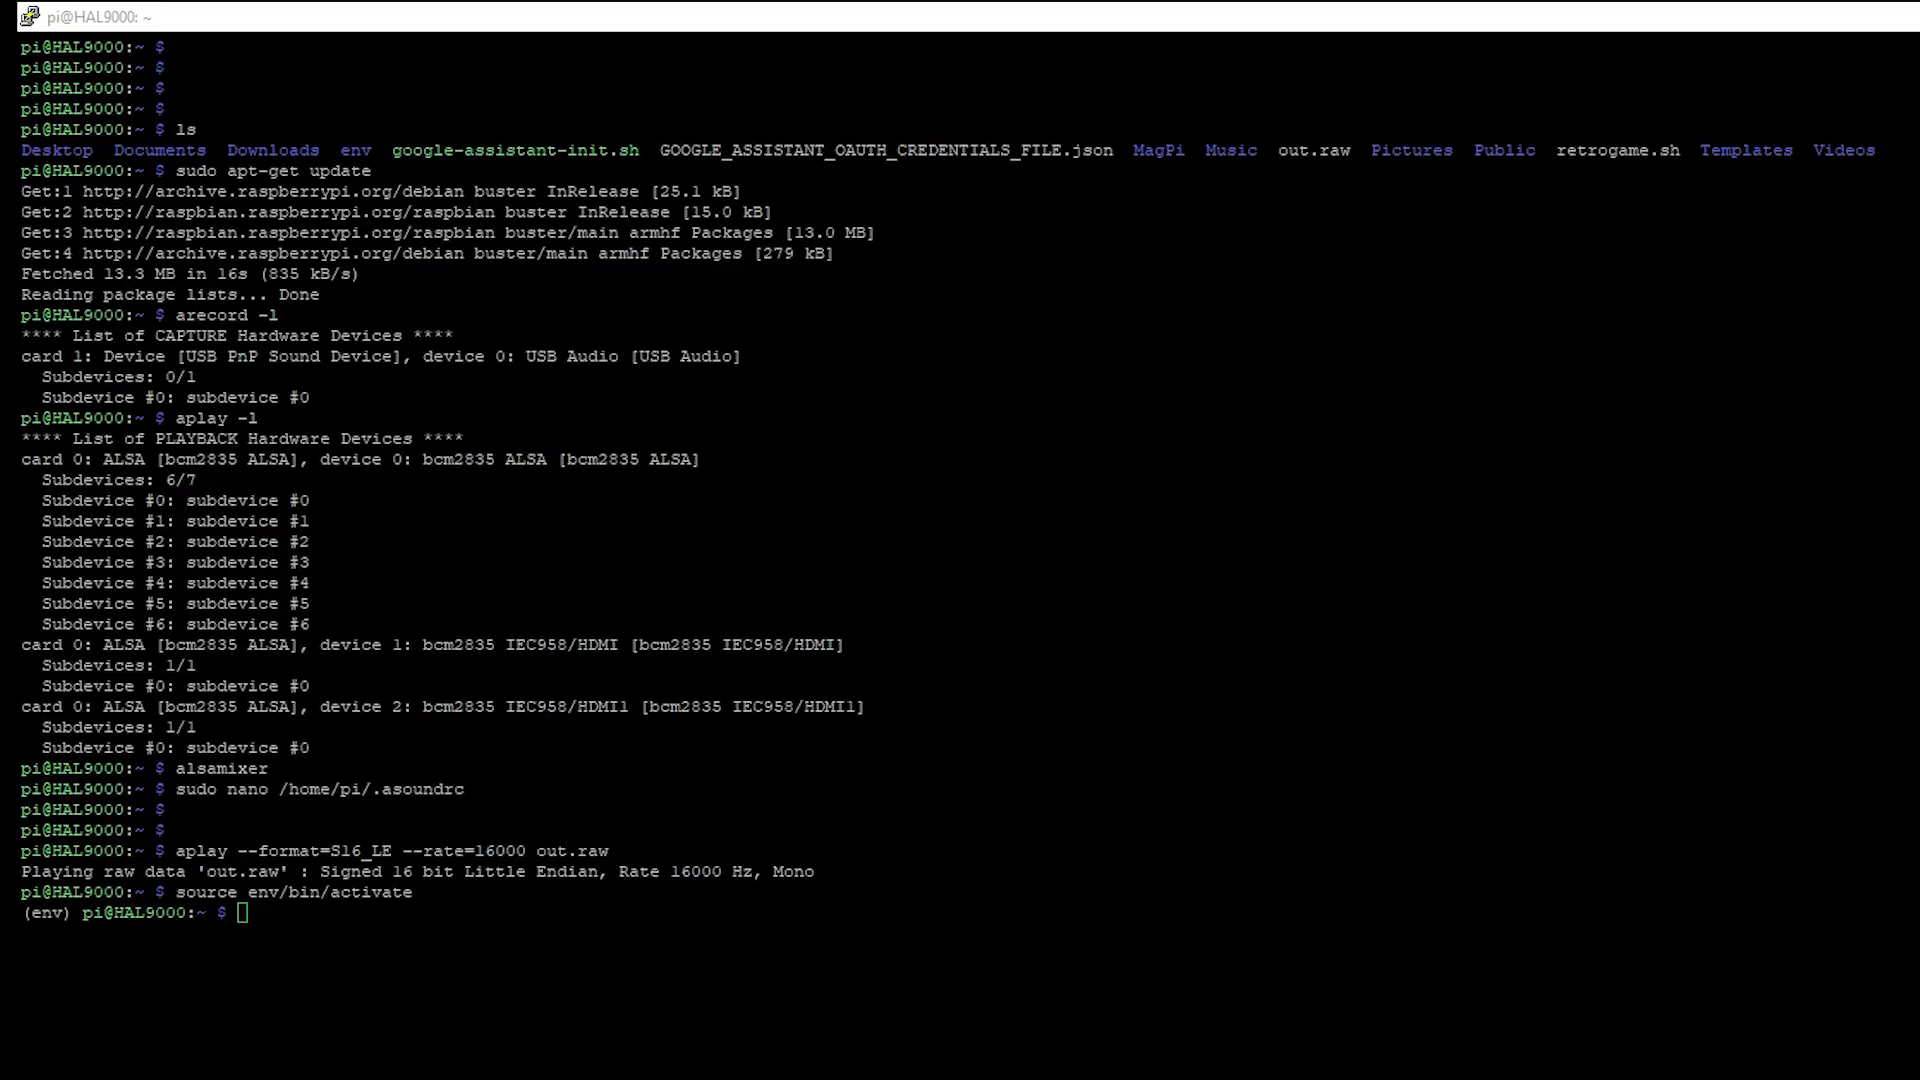 pi@HAL9000: ~
pi@HAL9000:~ $
pi@HAL9000:~ $
pi@HAL9000:~ $
pi@HAL9000:~ $
pi@HAL9000:~ $ ls
Desktop  Documents  Downloads  env  google-assistant-init.sh  GOOGLE_ASSISTANT_OAUTH_CREDENTIALS_FILE.json  MagPi  Music  out.raw  Pictures  Public  retrogame.sh  Templates  Videos
pi@HAL9000:~ $ sudo apt-get update
Get:1 http://archive.raspberrypi.org/debian buster InRelease [25.1 kB]
Get:2 http://raspbian.raspberrypi.org/raspbian buster InRelease [15.0 kB]
Get:3 http://raspbian.raspberrypi.org/raspbian buster/main armhf Packages [13.0 MB]
Get:4 http://archive.raspberrypi.org/debian buster/main armhf Packages [279 kB]
Fetched 13.3 MB in 16s (835 kB/s)
Reading package lists... Done
pi@HAL9000:~ $ arecord -l
**** List of CAPTURE Hardware Devices ****
card 1: Device [USB PnP Sound Device], device 0: USB Audio [USB Audio]
  Subdevices: 0/1
  Subdevice #0: subdevice #0
pi@HAL9000:~ $ aplay -l
**** List of PLAYBACK Hardware Devices ****
card 0: ALSA [bcm2835 ALSA], device 0: bcm2835 ALSA [bcm2835 ALSA]
  Subdevices: 6/7
  Subdevice #0: subdevice #0
  Subdevice #1: subdevice #1
  Subdevice #2: subdevice #2
  Subdevice #3: subdevice #3
  Subdevice #4: subdevice #4
  Subdevice #5: subdevice #5
  Subdevice #6: subdevice #6
card 0: ALSA [bcm2835 ALSA], device 1: bcm2835 IEC958/HDMI [bcm2835 IEC958/HDMI]
  Subdevices: 1/1
  Subdevice #0: subdevice #0
card 0: ALSA [bcm2835 ALSA], device 2: bcm2835 IEC958/HDMI1 [bcm2835 IEC958/HDMI1]
  Subdevices: 1/1
  Subdevice #0: subdevice #0
pi@HAL9000:~ $ alsamixer
pi@HAL9000:~ $ sudo nano /home/pi/.asoundrc
pi@HAL9000:~ $
pi@HAL9000:~ $
pi@HAL9000:~ $ aplay --format=S16_LE --rate=16000 out.raw
Playing raw data 'out.raw' : Signed 16 bit Little Endian, Rate 16000 Hz, Mono
pi@HAL9000:~ $ source env/bin/activate
(env) pi@HAL9000:~ $